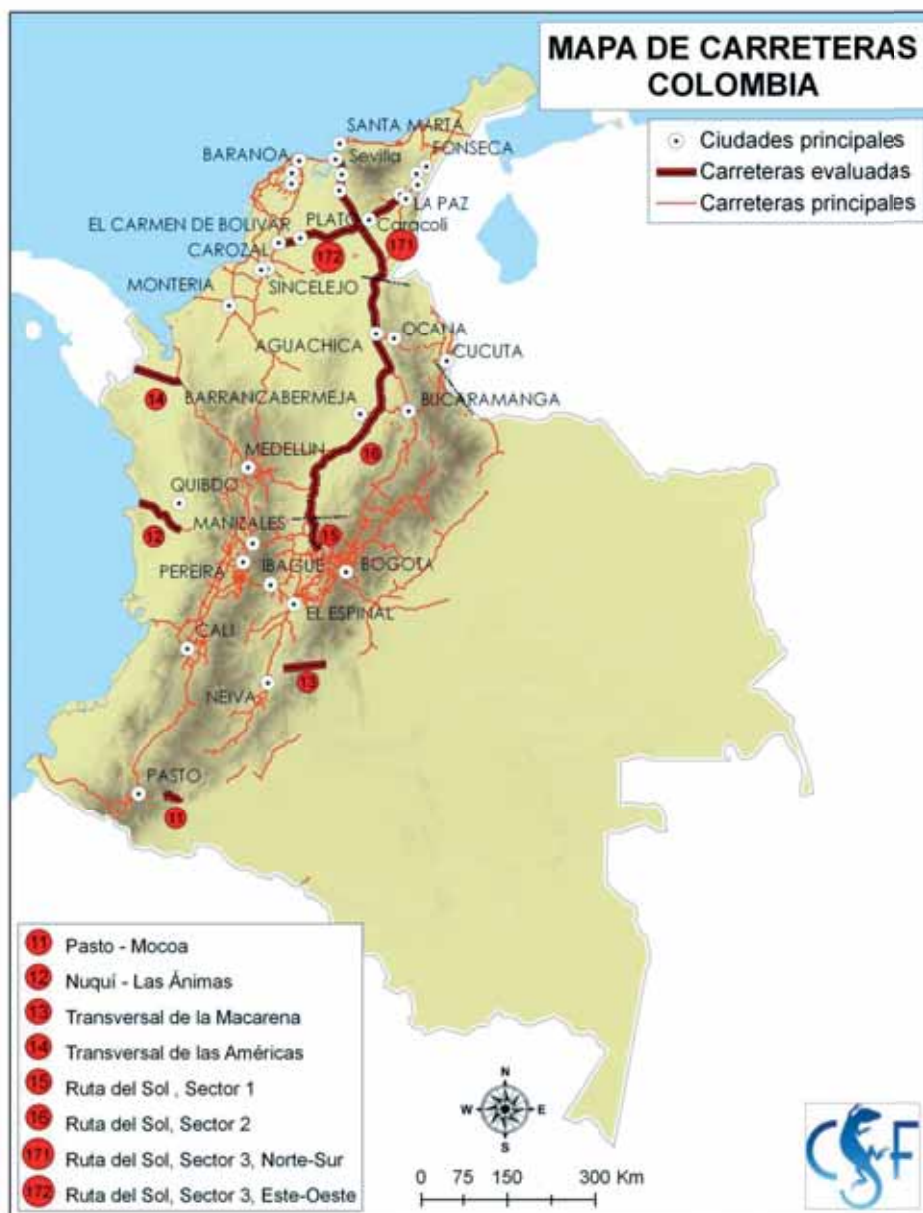 MAPA DE CARRETERAS
COLOMBIA
Ciudades principales
Carreteras evaluadas
Carreteras principales
SANTA MARTA
BARANOA
Sevilla
FONSECA
LA PAZ
EL CARMEN DE BOLIVAR
PLATO
Caracoli
CAROZAL
171
172
MONTERIA
SINCELEJO
AGUACHICA
OCANA
CUCUTA
14
BARRANCABERMEJA
BUCARAMANGA
MEDELLIN
16
QUIBDO
12
MANIZALES
15
PEREIRA
IBAGUE
BOGOTA
EL ESPINAL
CALI
NEIVA
13
PASTO
11
11 Pasto - Mocoa
12 Nuquí - Las Ánimas
13 Transversal de la Macarena
14 Transversal de las Américas
15 Ruta del Sol , Sector 1
16 Ruta del Sol, Sector 2
171 Ruta del Sol, Sector 3, Norte-Sur
172 Ruta del Sol, Sector 3, Este-Oeste
N
W E
S
0 75 150 300 Km
CSF